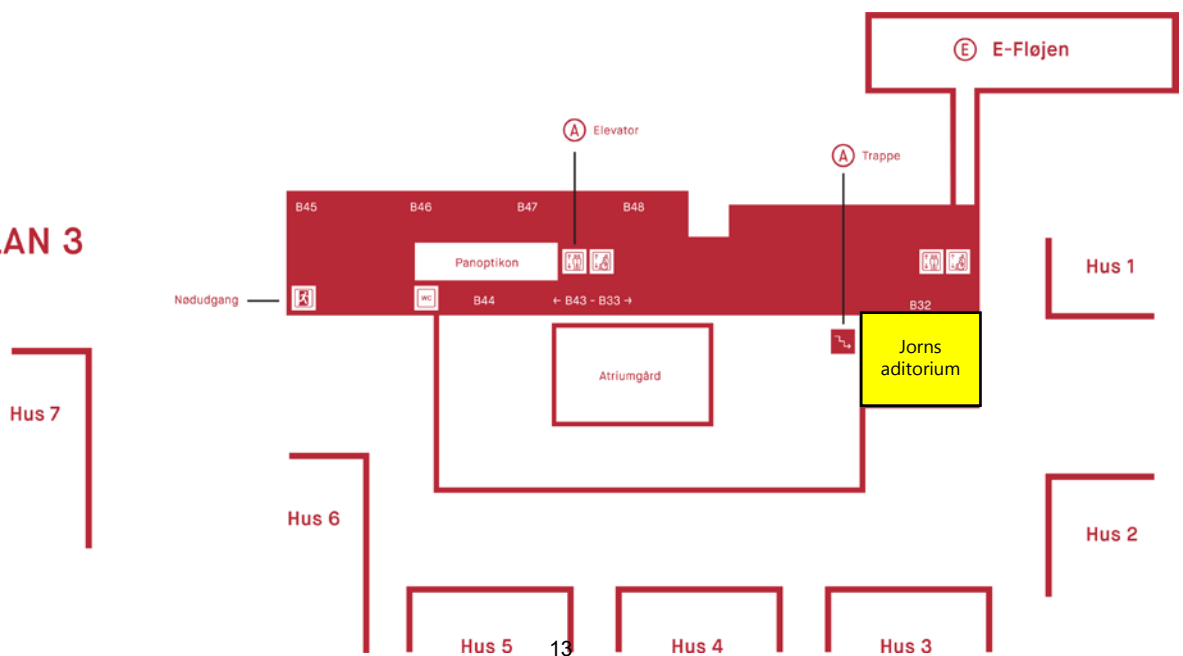 E E-Fløjen
A Elevator
A Trappe
B45 B46 B47 B48
LAN 3
Panoptikon
Hus 1
Nødudgang
WC
B44
← B43 - B33 →
B32
Jorns
aditorium
Atriumgård
Hus 7
Hus 6
Hus 2
Hus 5
13
Hus 4
Hus 3